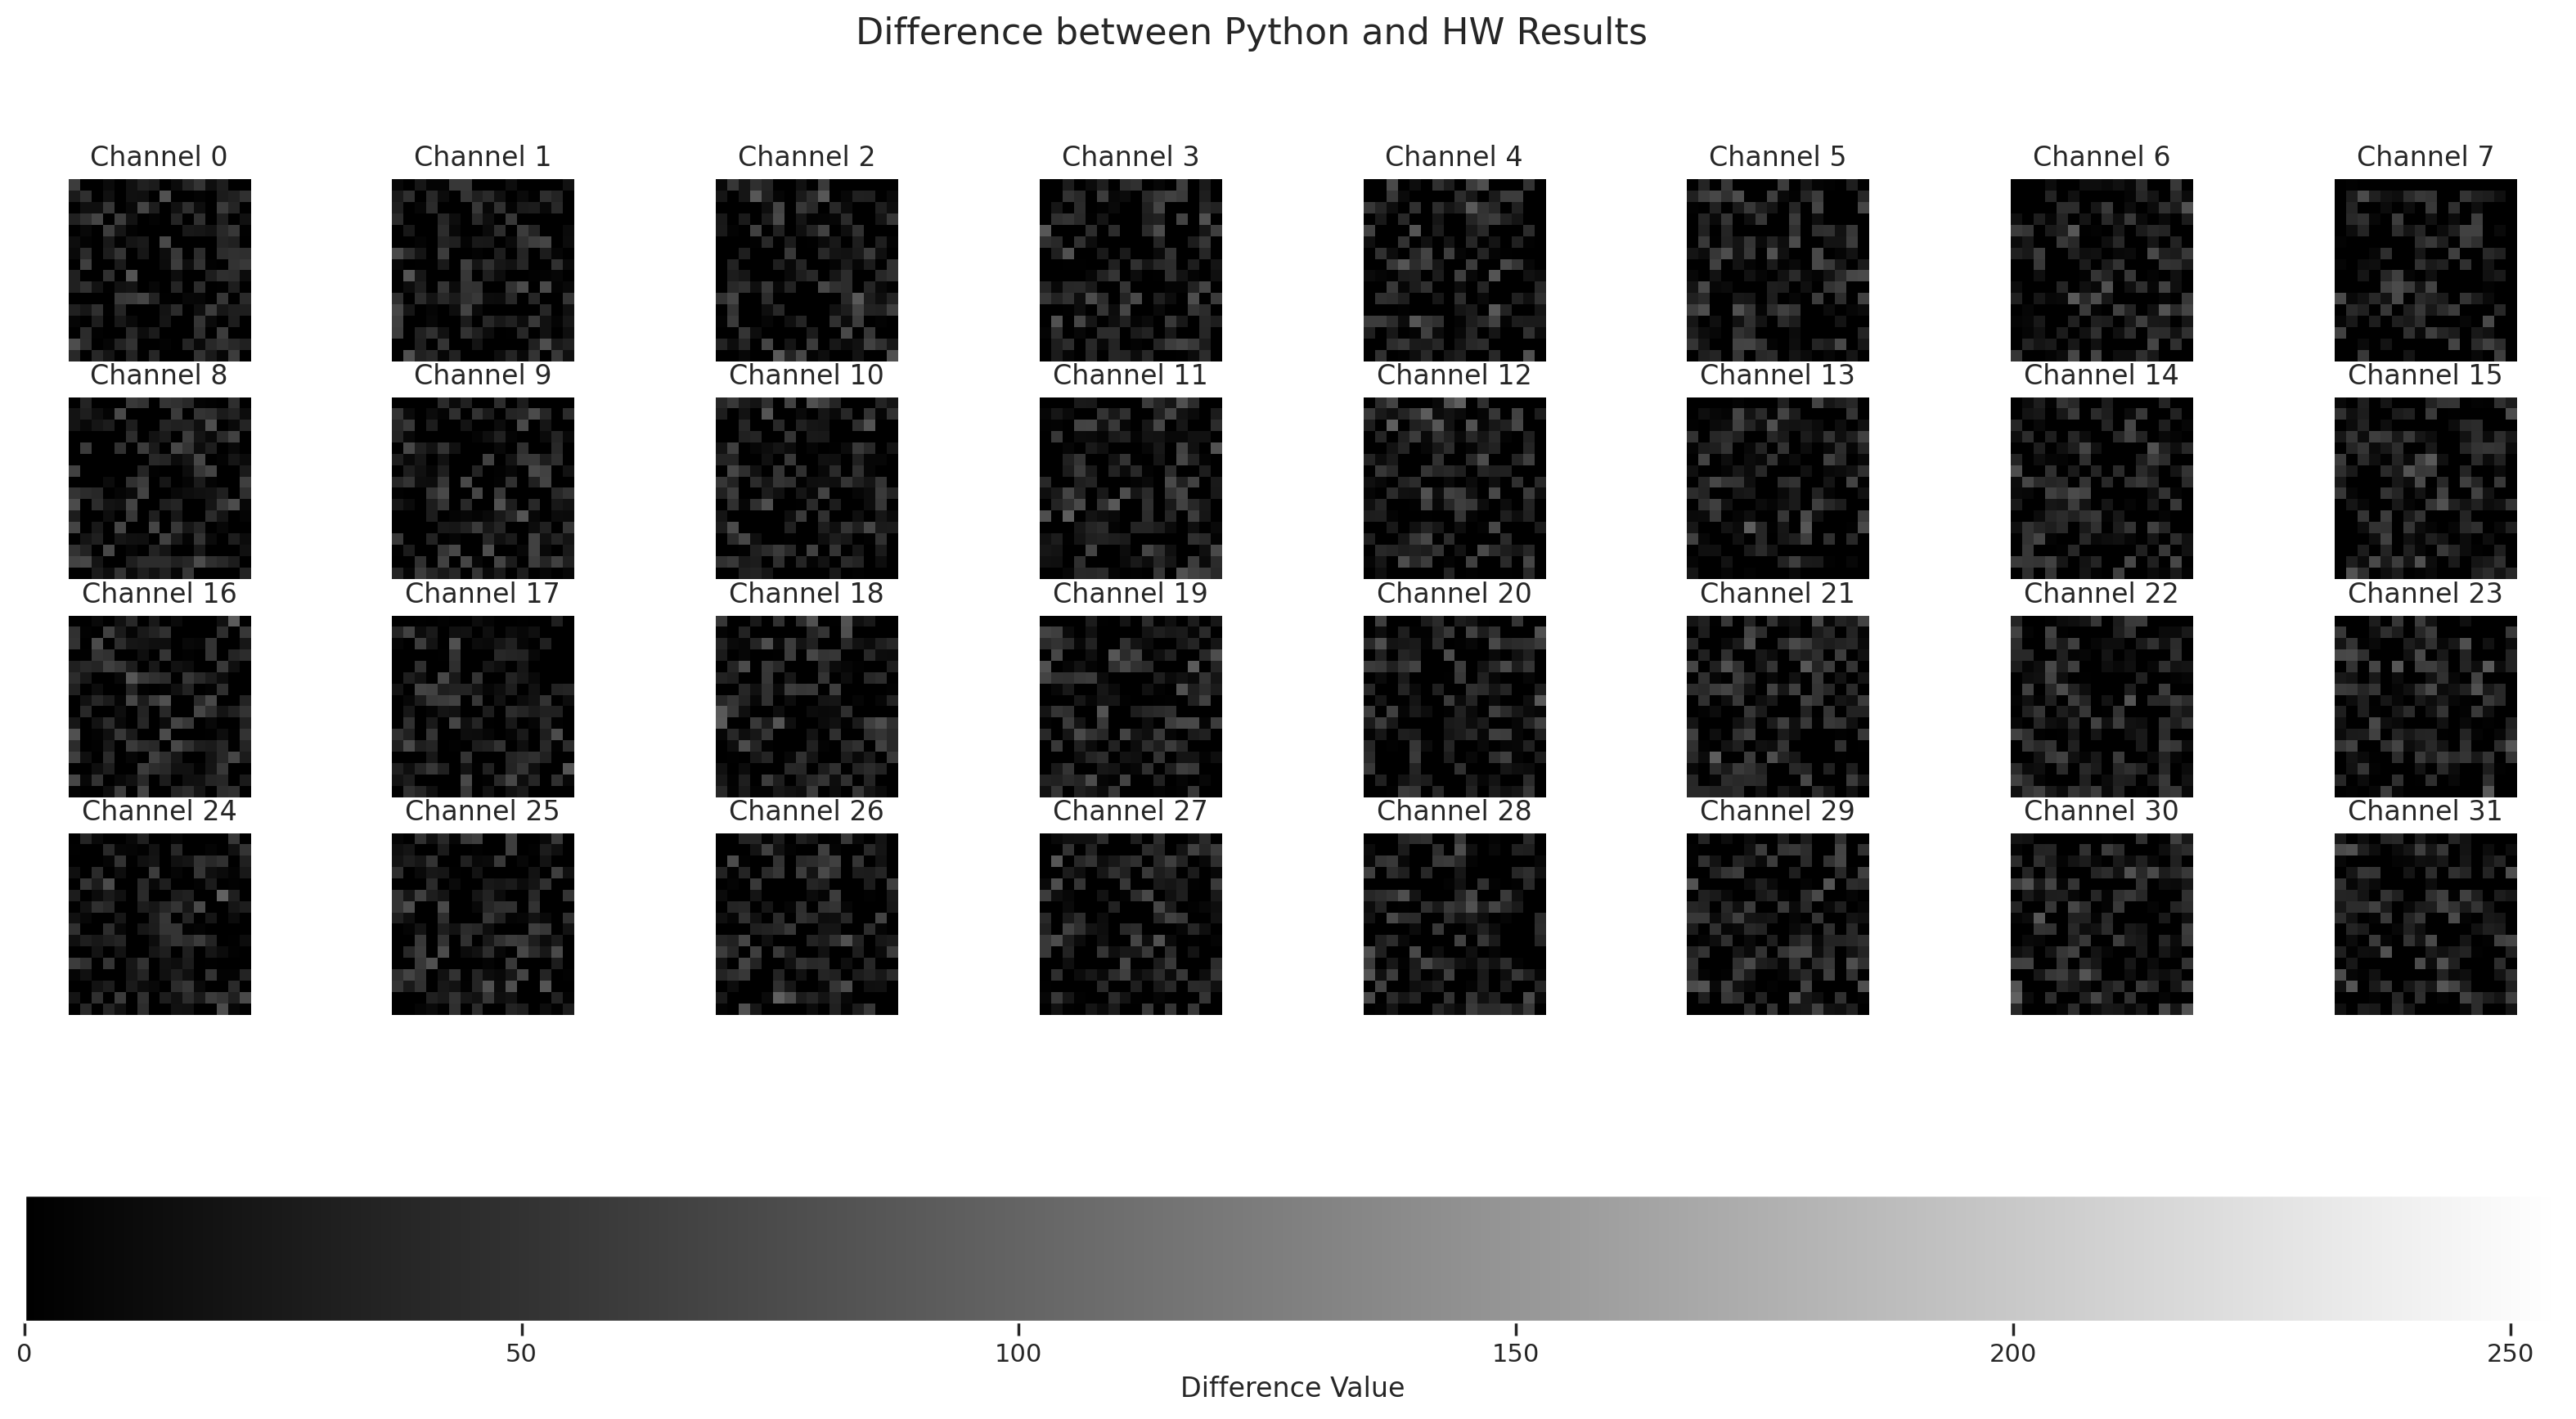 Difference between Python and HW Results
Channel 0 Channel 1 Channel 2 Channel 3 Channel 4 Channel 5 Channel 6 Channel 7
Channel 8 Channel 9 Channel 10 Channel 11 Channel 12 Channel 13 Channel 14 Channel 15
Channel 16 Channel 17 Channel 18 Channel 19 Channel 20 Channel 21 Channel 22 Channel 23
Channel 24 Channel 25 Channel 26 Channel 27 Channel 28 Channel 29 Channel 30 Channel 31
0 50 100 150 200 250
Difference Value